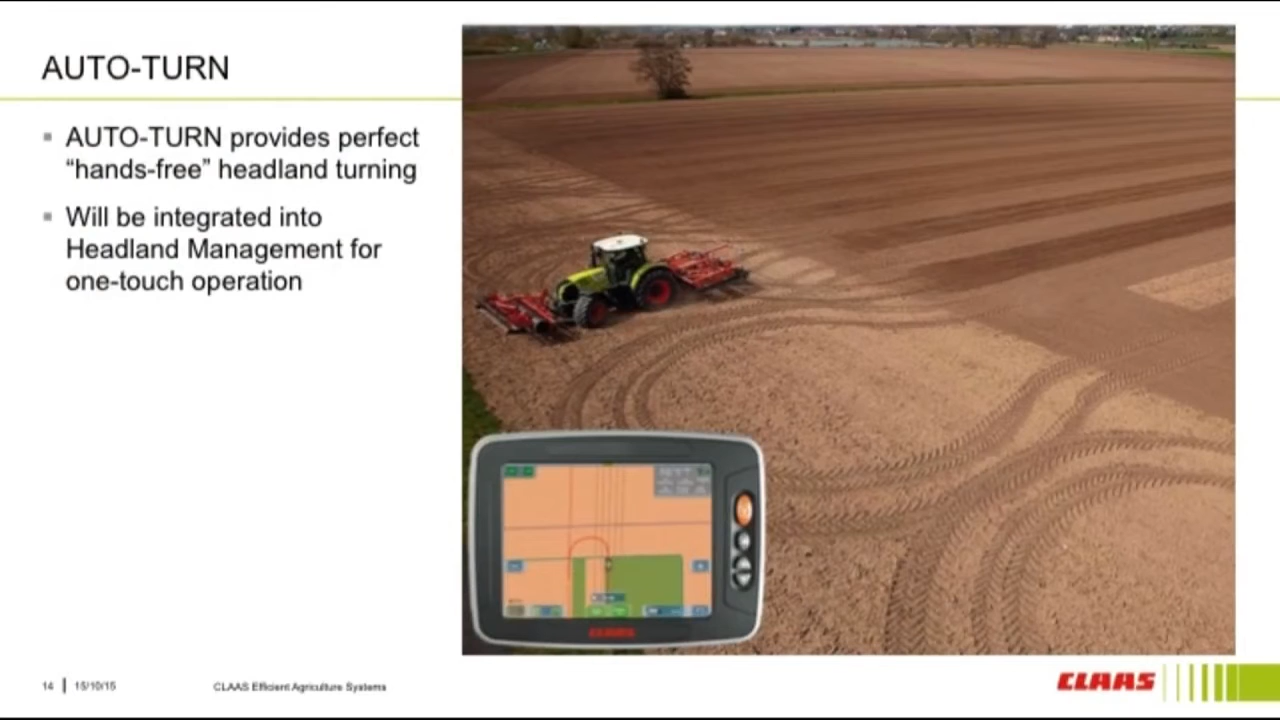 AUTO-TURN
▪ AUTO-TURN provides perfect
“hands-free” headland turning
▪ Will be integrated into
Headland Management for
one-touch operation
CLAAS
14 | 15/10/15
CLAAS Efficient Agriculture Systems
CLAAS